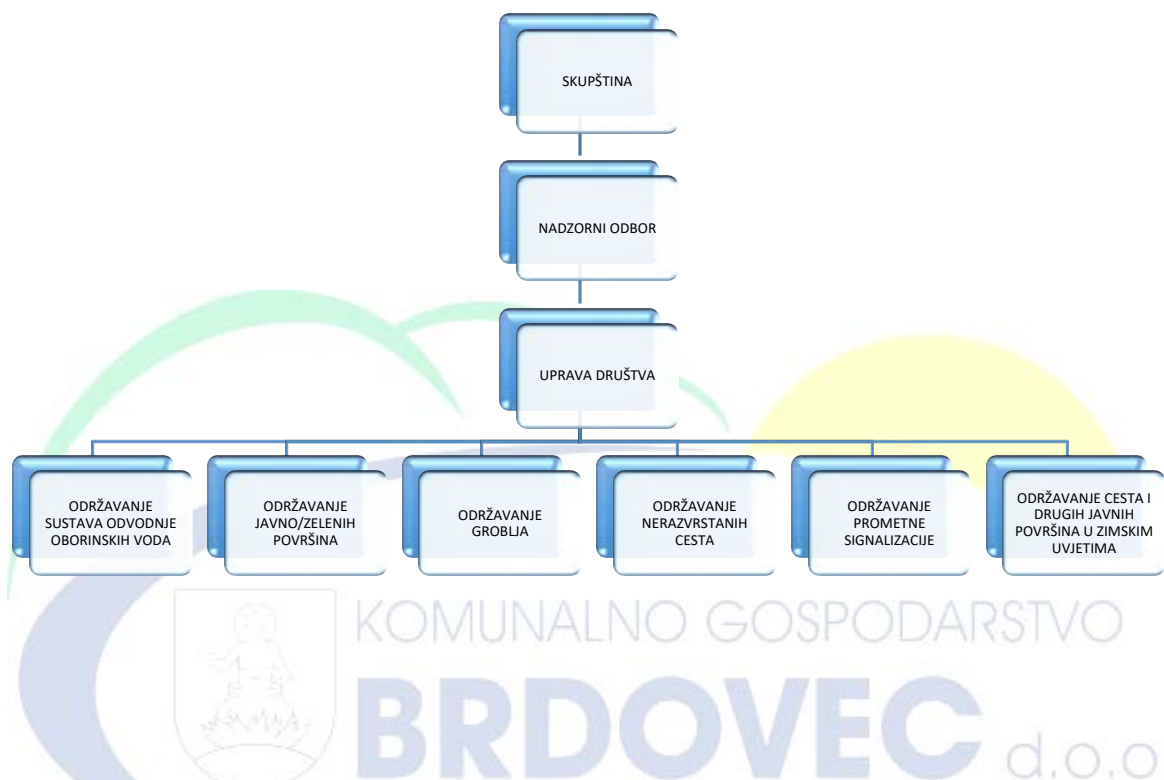 SKUPŠTINA
NADZORNI ODBOR
UPRAVA DRUŠTVA
ODRŽAVANJE
SUSTAVA ODVODNJE
OBORINSKIH VODA
ODRŽAVANJE
JAVNO/ZELENIH
POVRŠINA
ODRŽAVANJE
GROBLJA
ODRŽAVANJE
NERAZVRSTANIH
CESTA
ODRŽAVANJE
PROMETNE
SIGNALIZACIJE
ODRŽAVANJE CESTA I
DRUGIH JAVNIH
POVRŠINA U ZIMSKIM
UVJETIMA
KOMUNALNO GOSPODARSTVO
BRDOVEC d.o.o